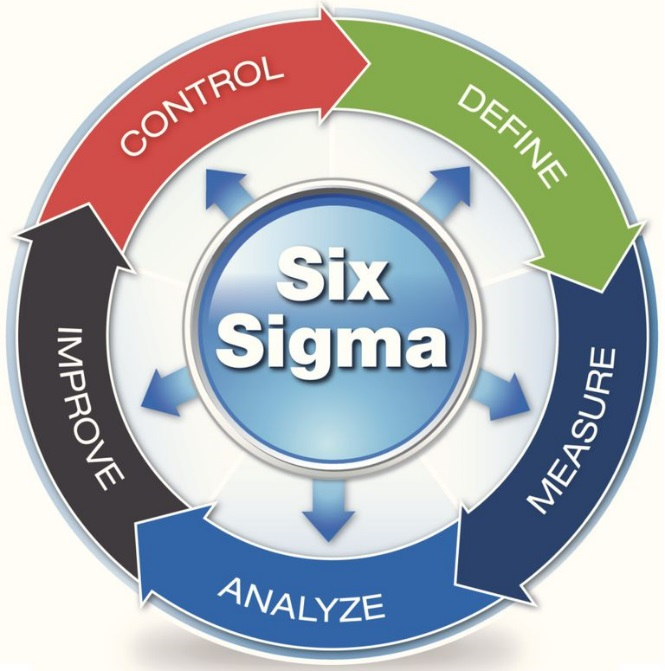 Six
Sigma
DEFINE
MEASURE
ANALYZE
IMPROVE
CONTROL